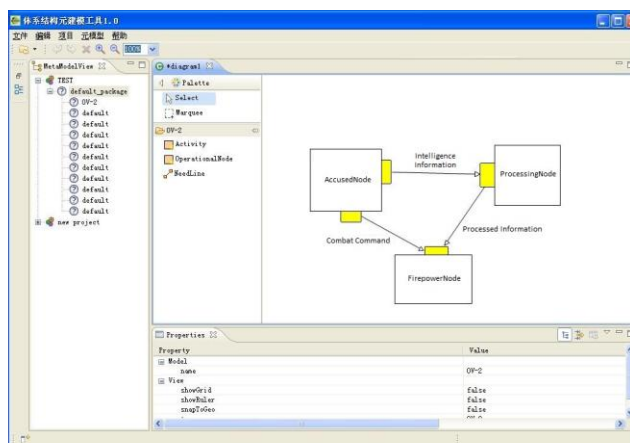 体系结构元建模工具1.0
文件 编辑 项目 元模型 帮助
100%
MetaModelView
TEST
default_package
OV-2
default
default
default
default
default
default
default
default
default
new project
*diagram1
Palette
Select
Marquee
OV-2
Activity
OperationalNode
NeedLine
AccusedNode
Intelligence
Information
ProcessingNode
Combat Command
Processed Information
FirepowerNode
Properties
Property Value
Model
name OV-2
View
showGrid false
showRuler false
snapToGeo false